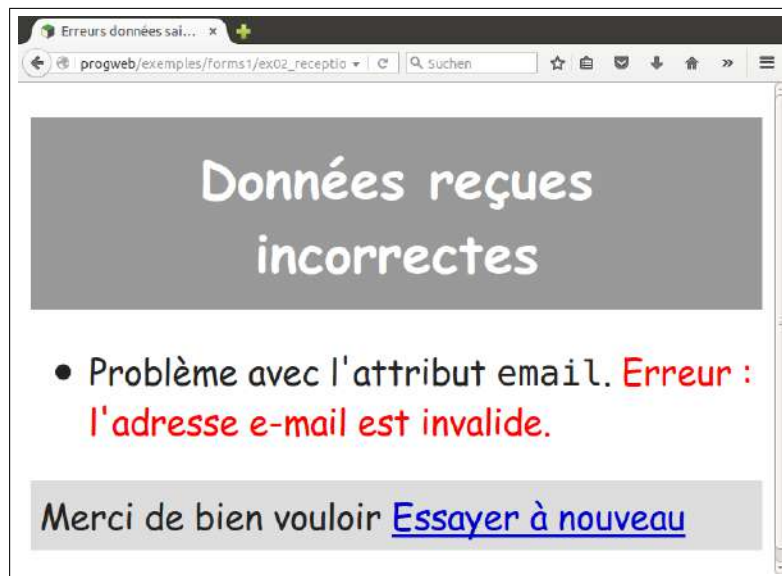 Erreurs données sai...
progweb/exemples/forms1/ex02_receptio
Suchen
Données reçues
incorrectes
Problème avec l'attribut email. Erreur :
l'adresse e-mail est invalide.
Merci de bien vouloir Essayer à nouveau